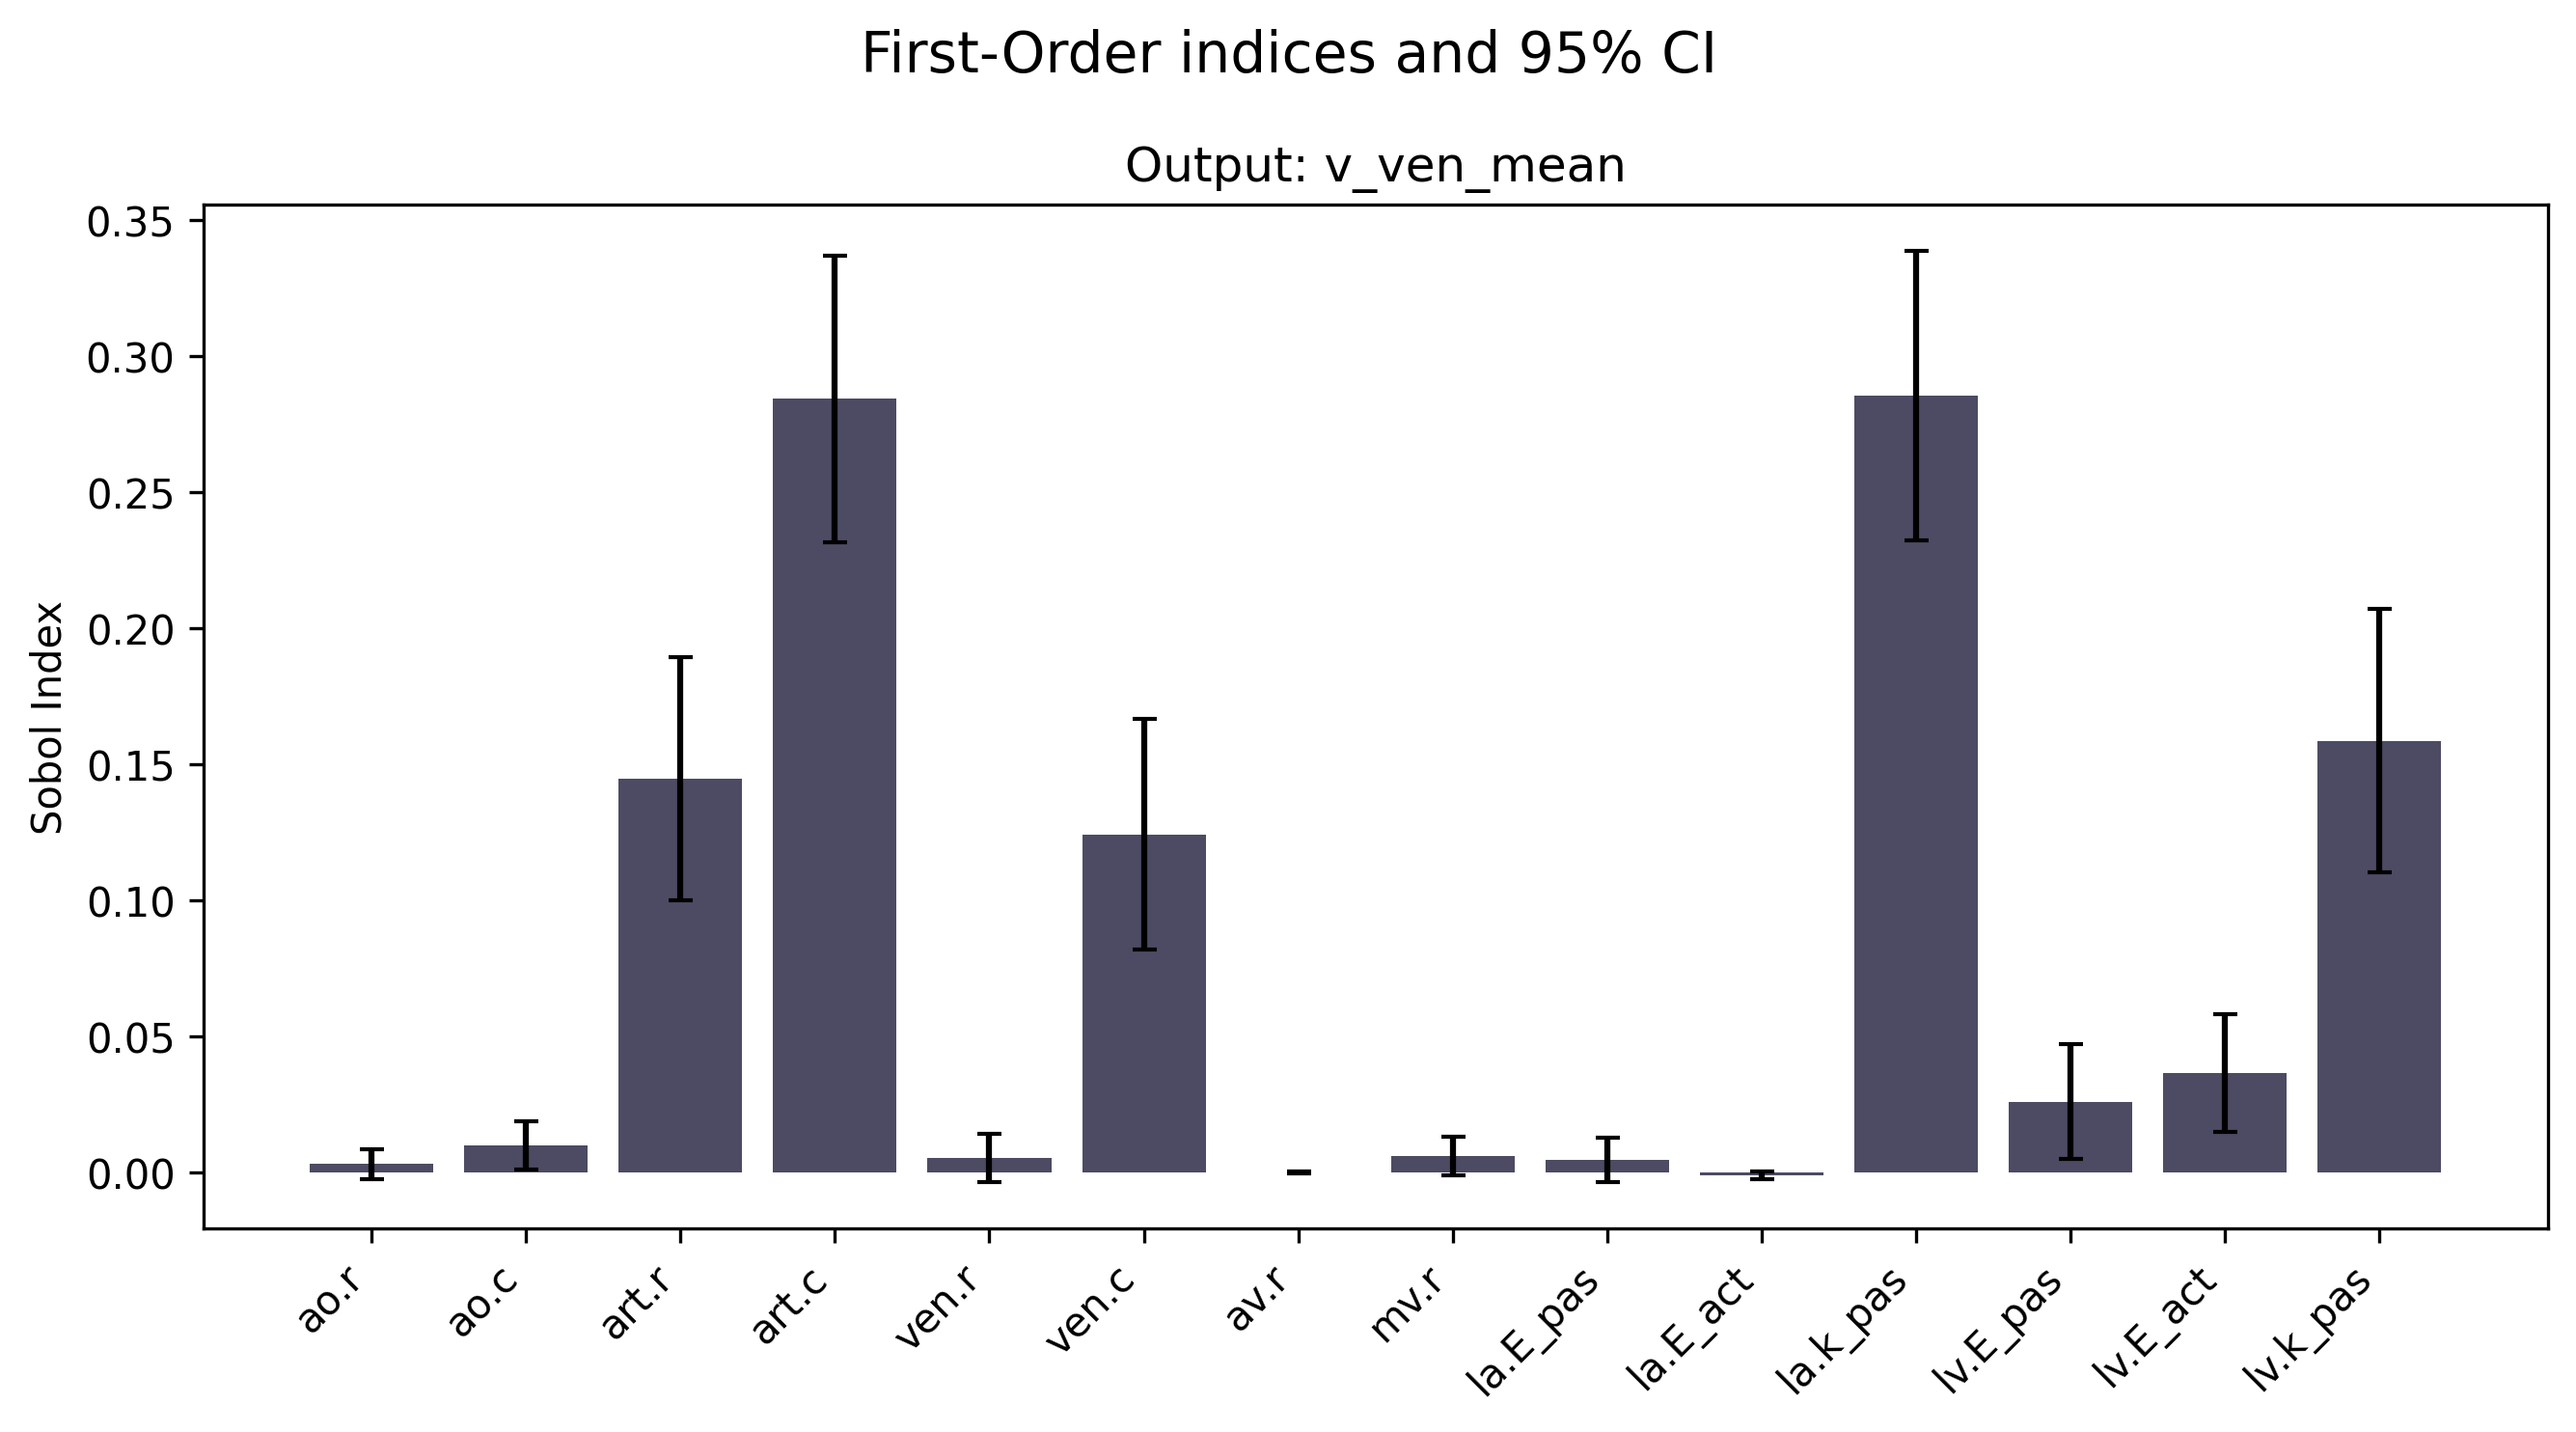 First-Order indices and 95% CI
Output: v_ven_mean
Sobol Index
0.35
0.30
0.25
0.20
0.15
0.10
0.05
0.00
ao.r
ao.c
art.r
art.c
ven.r
ven.c
av.r
mv.r
la.E_pas
la.E_act
la.k_pas
lv.E_pas
lv.E_act
lv.k_pas